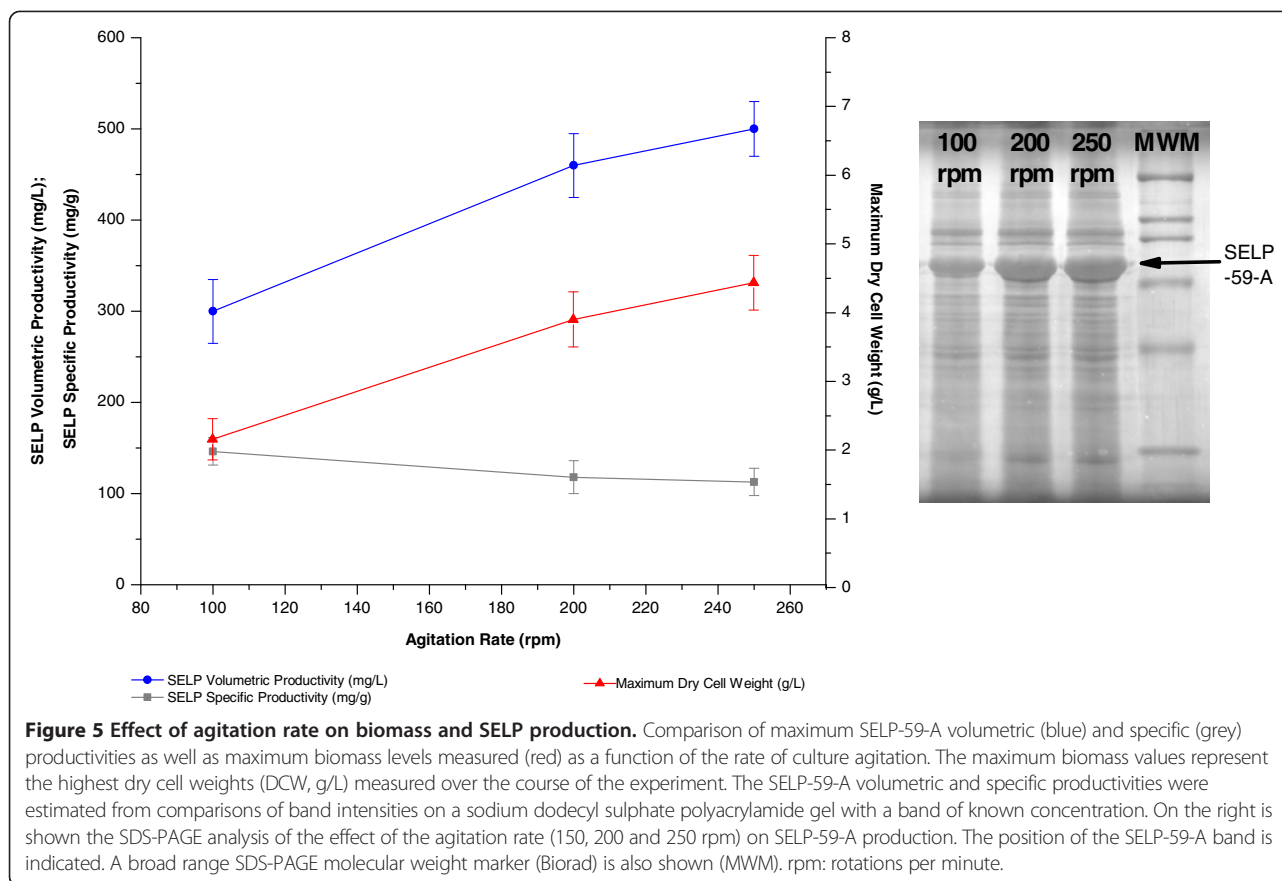 600
500
400
300
200
100
0
SELP Volumetric Productivity (mg/L);
SELP Specific Productivity (mg/g)
8
7
6
5
4
3
2
1
0
Maximum Dry Cell Weight (g/L)
80 100 120 140 160 180 200 220 240 260
Agitation Rate (rpm)
SELP Volumetric Productivity (mg/L)
SELP Specific Productivity (mg/g)
Maximum Dry Cell Weight (g/L)
100 200 250 MWM
rpm rpm rpm
SELP
-59-A
Figure 5 Effect of agitation rate on biomass and SELP production. Comparison of maximum SELP-59-A volumetric (blue) and specific (grey)
productivities as well as maximum biomass levels measured (red) as a function of the rate of culture agitation. The maximum biomass values represent
the highest dry cell weights (DCW, g/L) measured over the course of the experiment. The SELP-59-A volumetric and specific productivities were
estimated from comparisons of band intensities on a sodium dodecyl sulphate polyacrylamide gel with a band of known concentration. On the right is
shown the SDS-PAGE analysis of the effect of the agitation rate (150, 200 and 250 rpm) on SELP-59-A production. The position of the SELP-59-A band is
indicated. A broad range SDS-PAGE molecular weight marker (Biorad) is also shown (MWM). rpm: rotations per minute.